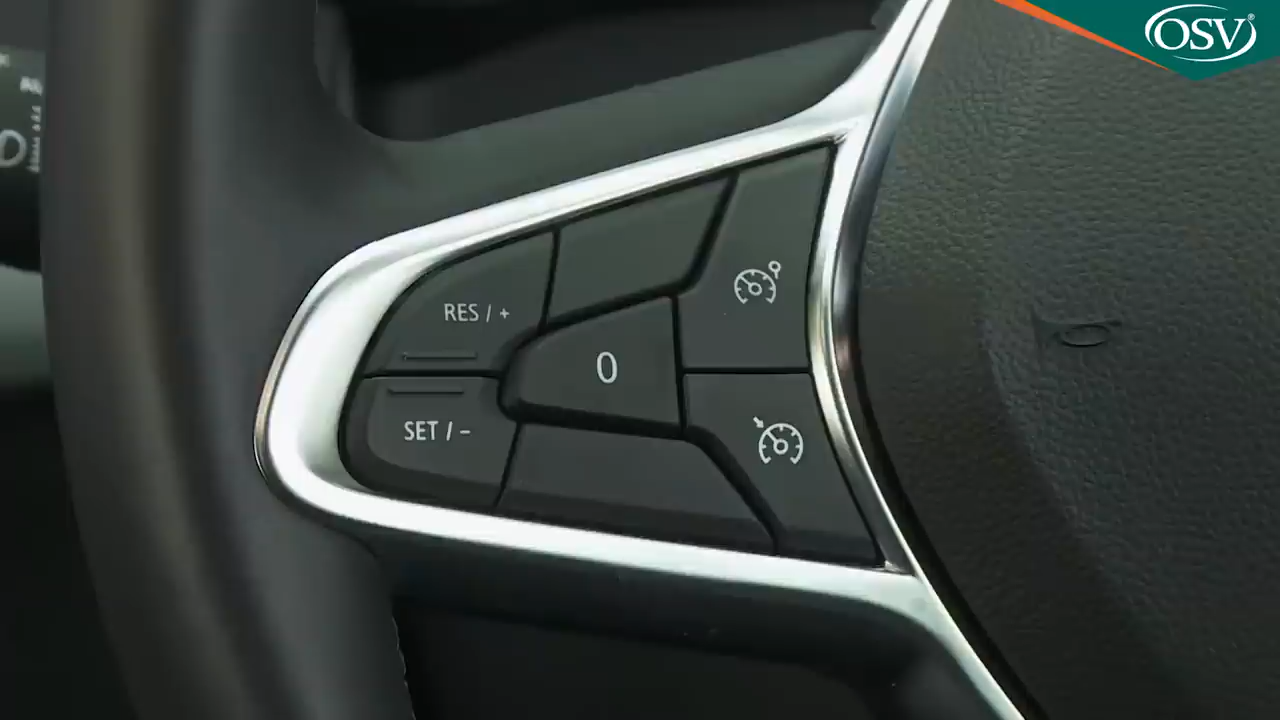 OSV
RES / +
0
SET / -